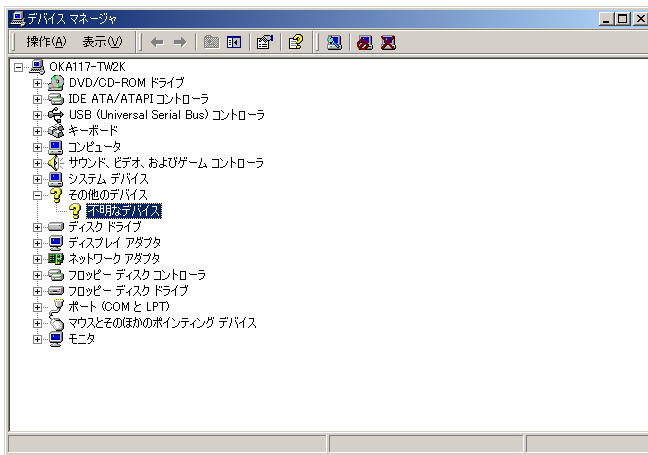 デバイス マネージャ
操作(A) 表示(V)
OKA117-TW2K
DVD/CD-ROM ドライブ
IDE ATA/ATAPI コントローラ
USB (Universal Serial Bus) コントローラ
キーボード
コンピュータ
サウンド、ビデオ、およびゲーム コントローラ
システム デバイス
その他のデバイス
不明なデバイス
ディスク ドライブ
ディスプレイ アダプタ
ネットワーク アダプタ
フロッピー ディスク コントローラ
フロッピー ディスク ドライブ
ポート (COM と LPT)
マウスとそのほかのポインティング デバイス
モニタ